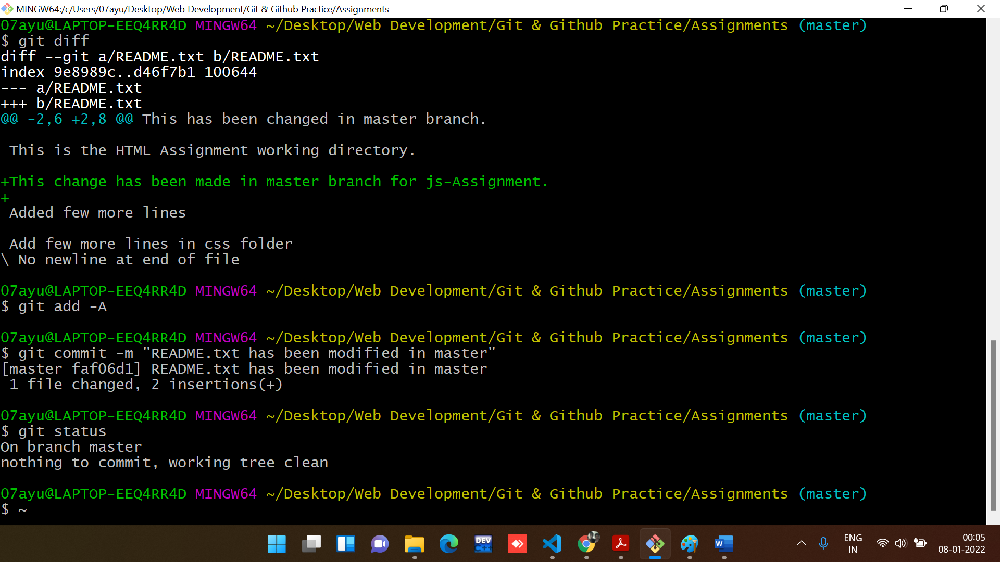 MINGW64:/c/Users/07ayu/Desktop/Web Development/Git & Github Practice/Assignments
07ayu@LAPTOP-EEQ4RR4D MINGW64 ~/Desktop/Web Development/Git & Github Practice/Assignments (master)
$ git diff
diff --git a/README.txt b/README.txt
index 9e8989c..d46f7b1 100644
--- a/README.txt
+++ b/README.txt
@@ -2,6 +2,8 @@ This has been changed in master branch.
This is the HTML Assignment working directory.
+This change has been made in master branch for js-Assignment.
+
Added few more lines
Add few more lines in css folder
\ No newline at end of file
07ayu@LAPTOP-EEQ4RR4D MINGW64 ~/Desktop/Web Development/Git & Github Practice/Assignments (master)
$ git add -A
07ayu@LAPTOP-EEQ4RR4D MINGW64 ~/Desktop/Web Development/Git & Github Practice/Assignments (master)
$ git commit -m "README.txt has been modified in master"
[master faf06d1] README.txt has been modified in master
1 file changed, 2 insertions(+)
07ayu@LAPTOP-EEQ4RR4D MINGW64 ~/Desktop/Web Development/Git & Github Practice/Assignments (master)
$ git status
On branch master
nothing to commit, working tree clean
07ayu@LAPTOP-EEQ4RR4D MINGW64 ~/Desktop/Web Development/Git & Github Practice/Assignments (master)
$ ~
DEV
C++
W
ENG
IN
00:05
08-01-2022